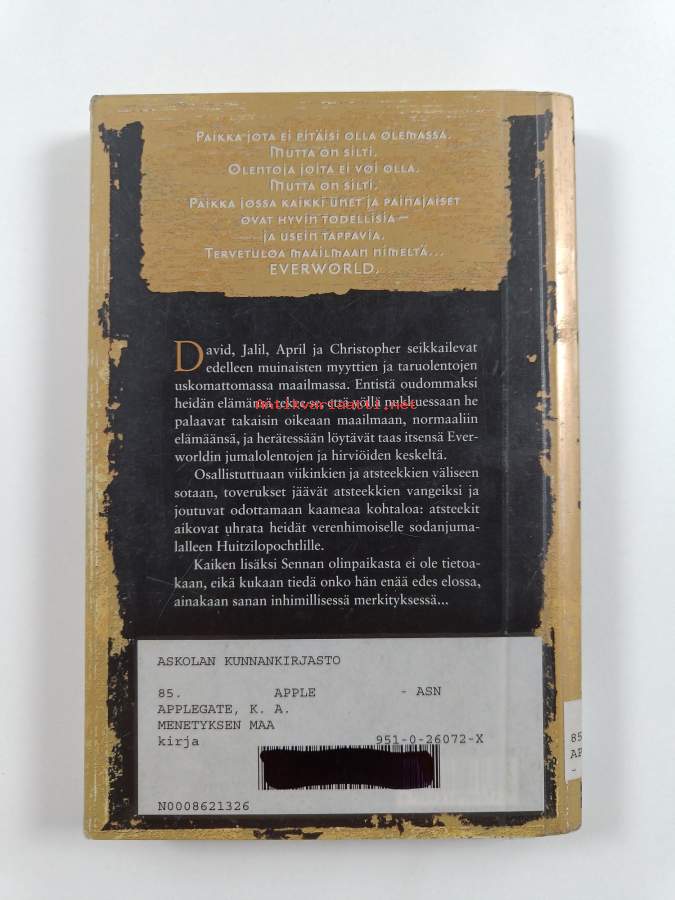 Paikka jota ei pitäisi olla olemassa.
Mutta on silti.
Olentoja joita ei voi olla.
Mutta on silti.
Paikka jossa kaikki unet ja painajaiset
ovat hyvin todellisia –
ja usein tappavia.
Tervetuloa maailmaan nimeltä...
EVERWORLD.
David, Jalil, April ja Christopher seikkailevat
edelleen muinaisten myyttien ja taruolentojen
uskomattomassa maailmassa. Entistä oudommaksi
heidän elämänsä tekee se, että yöllä nukkuessaan he
palaavat takaisin oikeaan maailmaan, normaaliin
elämäänsä, ja herätessään löytävät taas itsensä Ever-
worldin jumalolentojen ja hirviöiden keskeltä.
Osallistuttuaan viikinkien ja atsteekkien väliseen
sotaan, toverukset jäävät atsteekkien vangeiksi ja
joutuvat odottamaan kaameaa kohtaloa: atsteekit
aikovat uhrata heidät verenhimoiselle sodanjuma-
lalleen Huitzilopochtlille.
Kaiken lisäksi Sennan olinpaikasta ei ole tietoa-
kaan, eikä kukaan tiedä onko hän enää edes elossa,
ainakaan sanan inhimillisessä merkityksessä...
Antikvariaatti.net
ASKOLAN KUNNANKIRJASTO
85. APPLE - ASN
APPLEGATE, K. A.
MENETYKSEN MAA
kirja 951-0-26072-X
N0008621326
85
AP
-